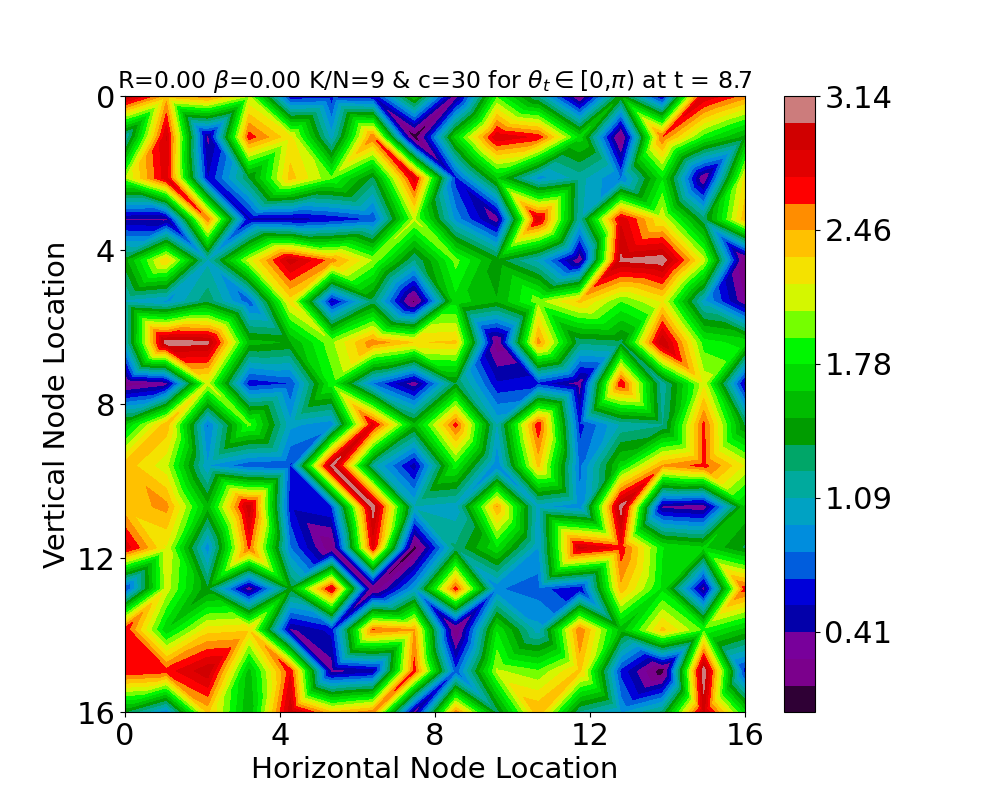 R=0.00 β=0.00 K/N=9 & c=30 for θₜ ∈ [0,π) at t = 8.7
0
4
8
12
16
0 4 8 12 16
Vertical Node Location
Horizontal Node Location
3.14
2.46
1.78
1.09
0.41